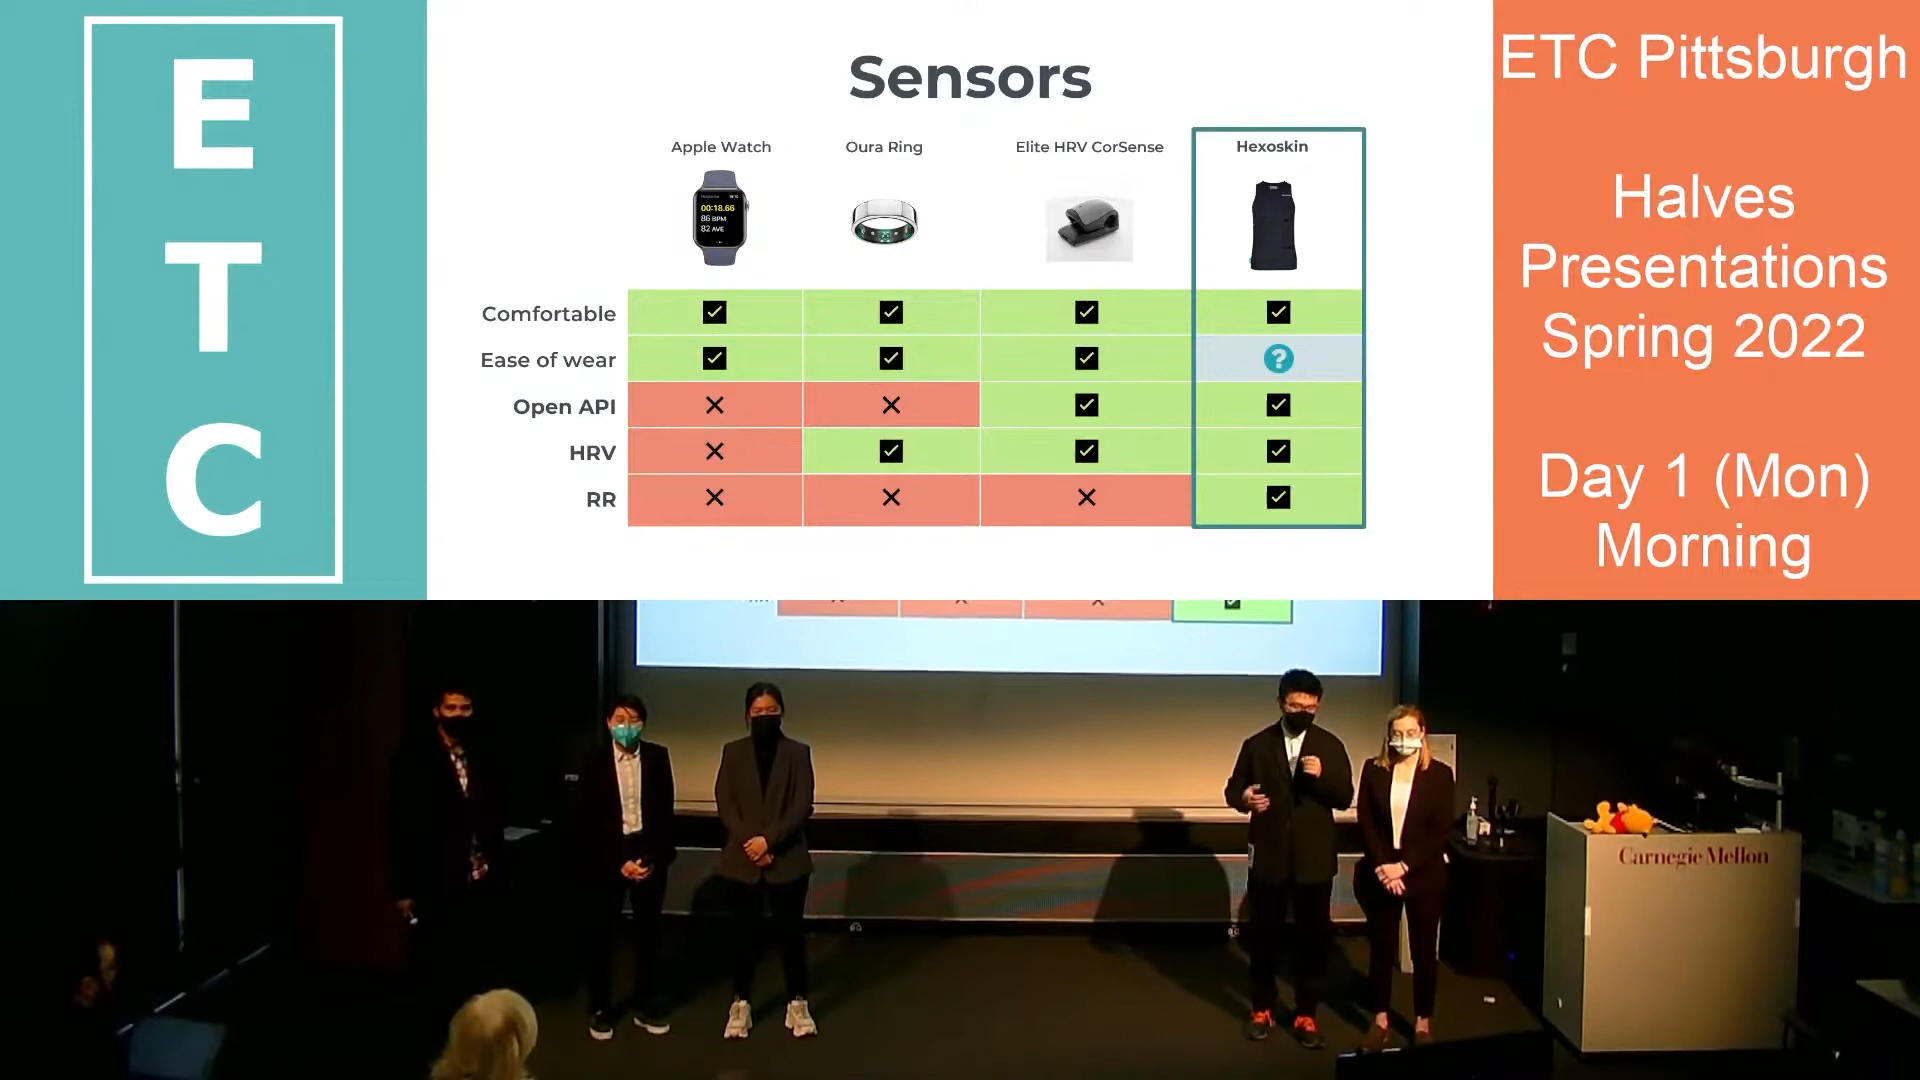 E
T
C
Sensors
Apple Watch
Oura Ring
Elite HRV CorSense
Hexoskin
00:18.66
86 BPM
82 AVE
Comfortable
Ease of wear
?
Open API
HRV
RR
ETC Pittsburgh
Halves
Presentations
Spring 2022
Day 1 (Mon)
Morning
Carnegie Mellon